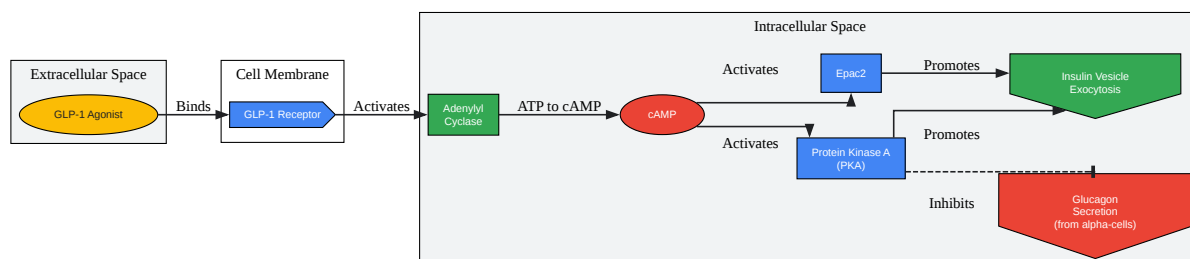 Intracellular Space
Extracellular Space
Cell Membrane
GLP-1 Agonist
Binds
GLP-1 Receptor
Activates
Adenylyl
Cyclase
ATP to cAMP
cAMP
Activates
Epac2
Promotes
Insulin Vesicle
Exocytosis
Activates
Protein Kinase A
(PKA)
Promotes
Inhibits
Glucagon
Secretion
(from alpha-cells)